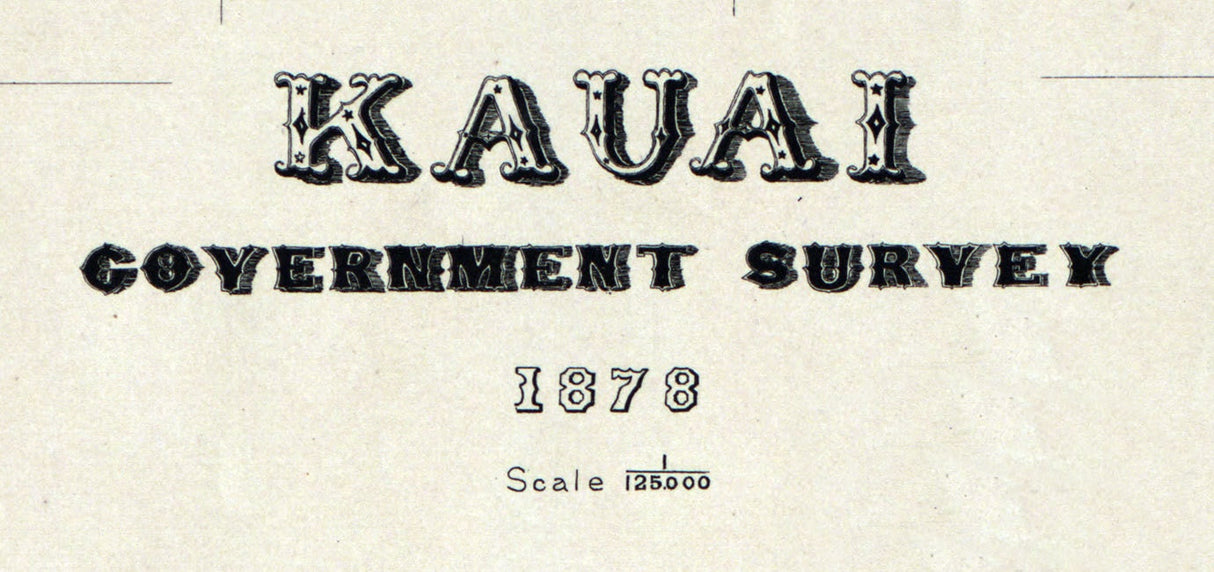 KAUAI
GOVERNMENT SURVEY
1878
Scale 1/125.000